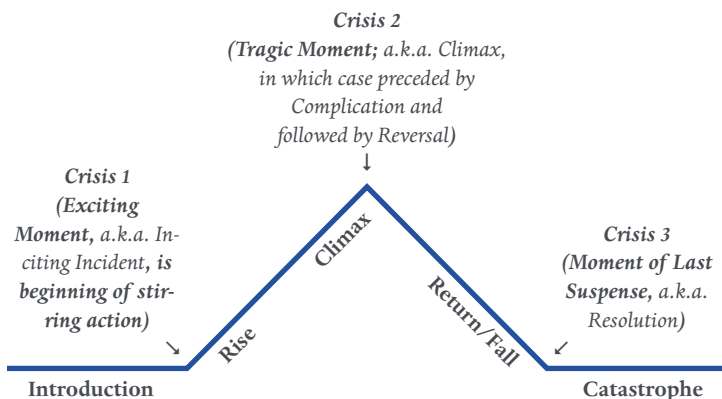 Crisis 2
(Tragic Moment; a.k.a. Climax,
in which case preceded by
Complication and
followed by Reversal)
Crisis 1
(Exciting
Moment, a.k.a. In-
citing Incident, is
beginning of stir-
ring action)
Crisis 3
(Moment of Last
Suspense, a.k.a.
Resolution)
Rise
Climax
Return/Fall
Introduction
Catastrophe